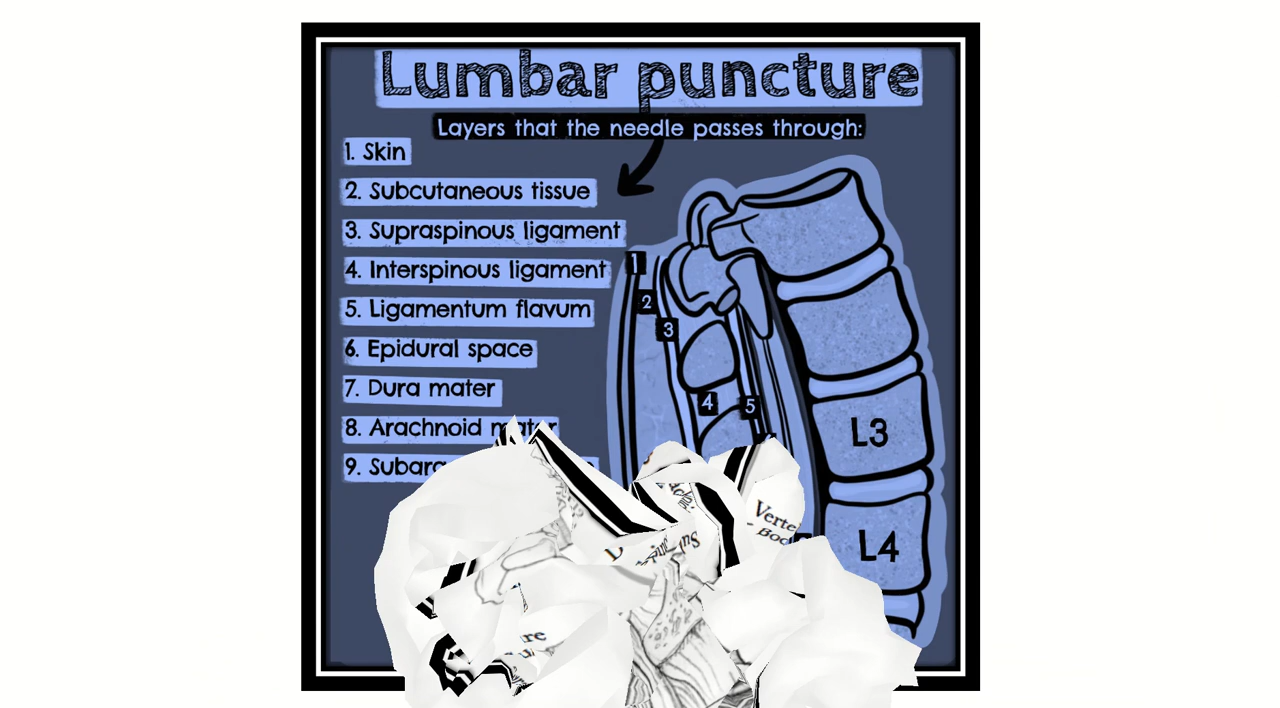 Lumbar puncture
Layers that the needle passes through:
1. Skin
2. Subcutaneous tissue
3. Supraspinous ligament
4. Interspinous ligament
5. Ligamentum flavum
6. Epidural space
7. Dura mater
8. Arachnoid mater
9.
1
2
3
4
5
L3
L4